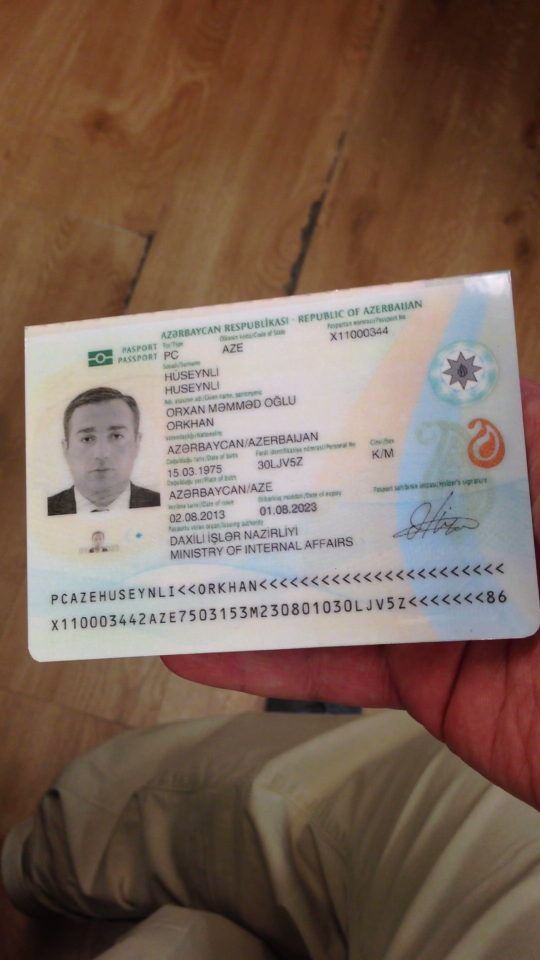 AZƏRBAYCAN RESPUBLİKASI · REPUBLIC OF AZERBAIJAN
PASPORT
PASSPORT
Tip/Type
PC
Ölkənin kodu/Code of State
AZE
Pasportun nömrəsi/Passport No
X11000344
Soyadı/Surname
HÜSEYNLİ
HUSEYNLI
Adı, atasının adı/Given name, patronymic
ORXAN MƏMMƏD OĞLU
ORKHAN
Vətəndaşlığı/Nationality
AZƏRBAYCAN/AZERBAIJAN
Doğulduğu tarix/Date of birth
15.03.1975
Fərdi identifikasiya nömrəsi/Personal No
30LJV5Z
Cinsi/Sex
K/M
Doğulduğu yer/Place of birth
AZƏRBAYCAN/AZE
Verilmə tarixi/Date of issue
02.08.2013
Etibarlılıq müddəti/Date of expiry
01.08.2023
Pasport sahibinin imzası/Holder's signature
Pasportu verən orqan/Issuing authority
DAXİLİ İŞLƏR NAZİRLİYİ
MINISTRY OF INTERNAL AFFAIRS
PCAZEHUSEYNLI<<ORKHAN<<<<<<<<<<<<<<<<<<<<<<<
X110003442AZE7503153M230801030LJV5Z<<<<<<<86